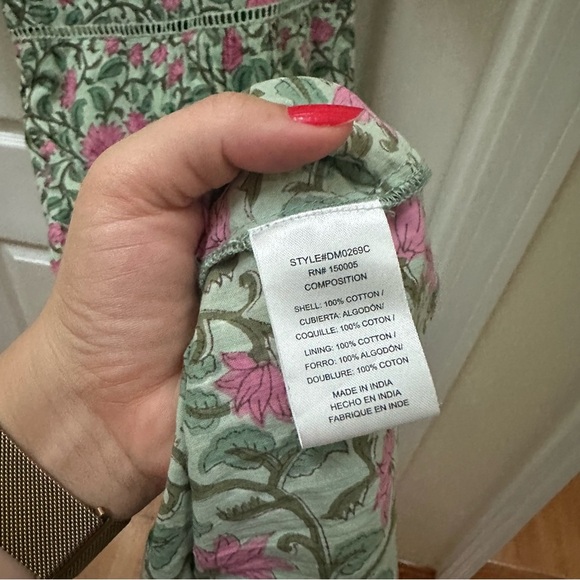 STYLE#DM0269C
RN# 150005
COMPOSITION
SHELL: 100% COTTON /
CUBIERTA: ALGODÓN/
COQUILLE: 100% COTON /
LINING: 100% COTTON /
FORRO: 100% ALGODÓN/
DOUBLURE: 100% COTON
MADE IN INDIA
HECHO EN INDIA
FABRIQUE EN INDE